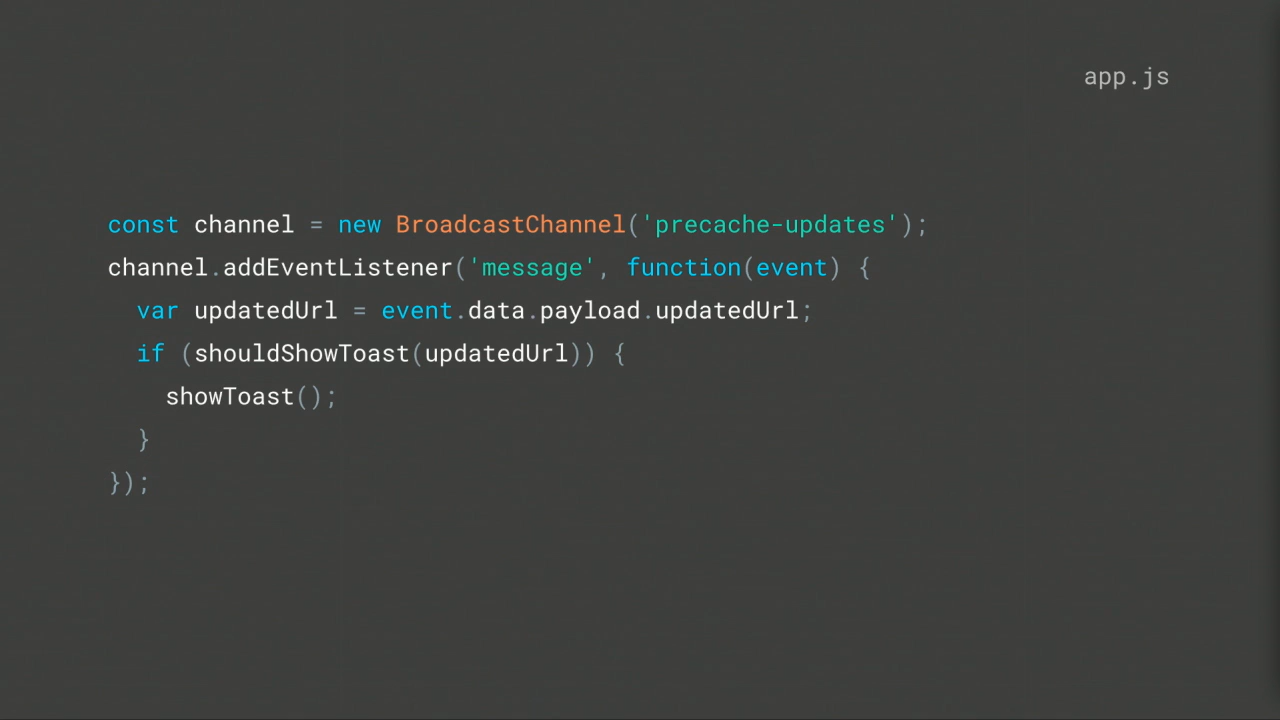 app.js
const channel = new BroadcastChannel('precache-updates');
channel.addEventListener('message', function(event) {
  var updatedUrl = event.data.payload.updatedUrl;
  if (shouldShowToast(updatedUrl)) {
    showToast();
  }
});